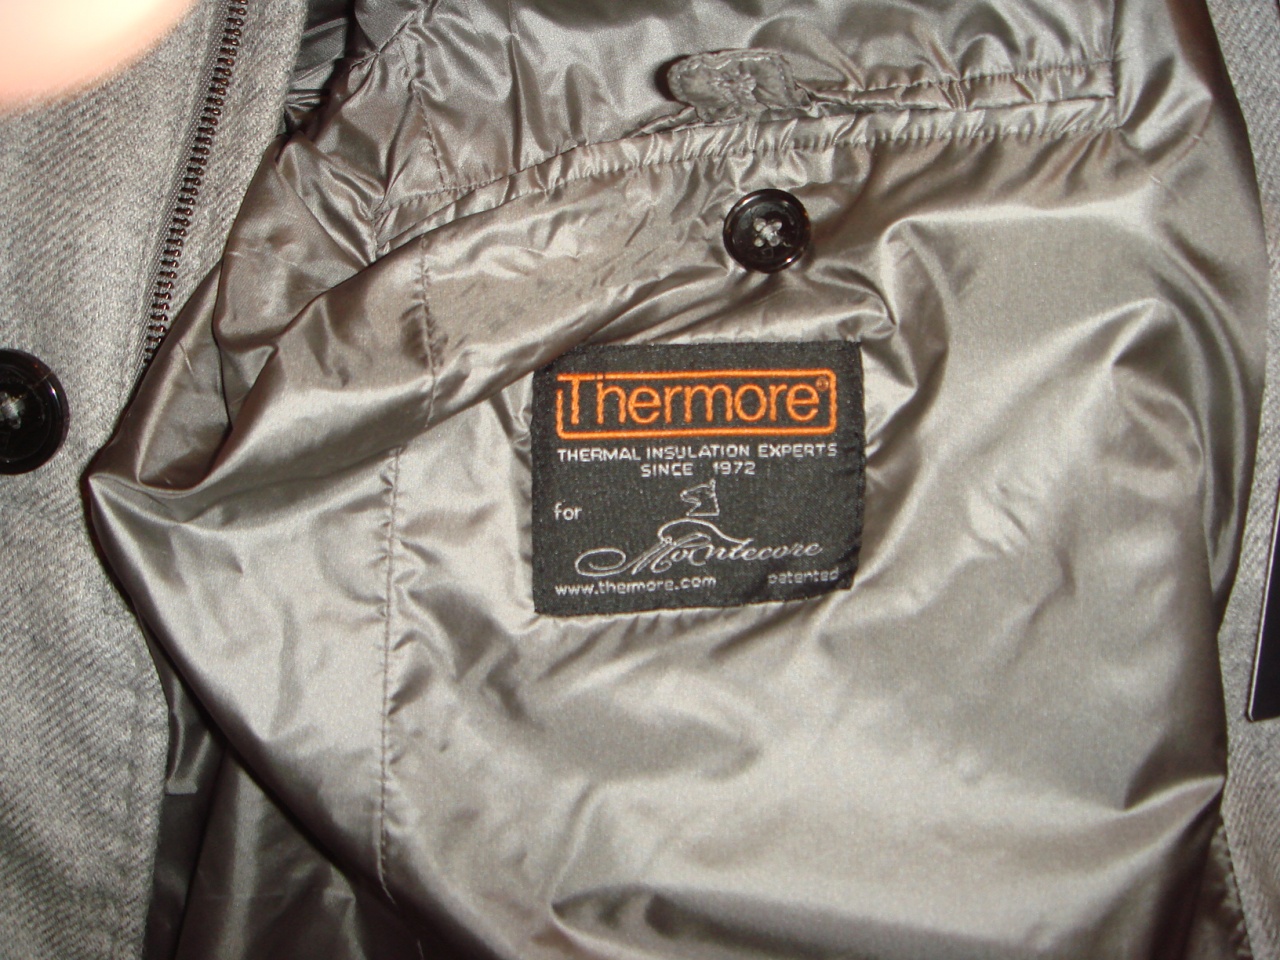 Thermore®
THERMAL INSULATION EXPERTS
SINCE 1972
for
Montecore
www.thermore.com patented